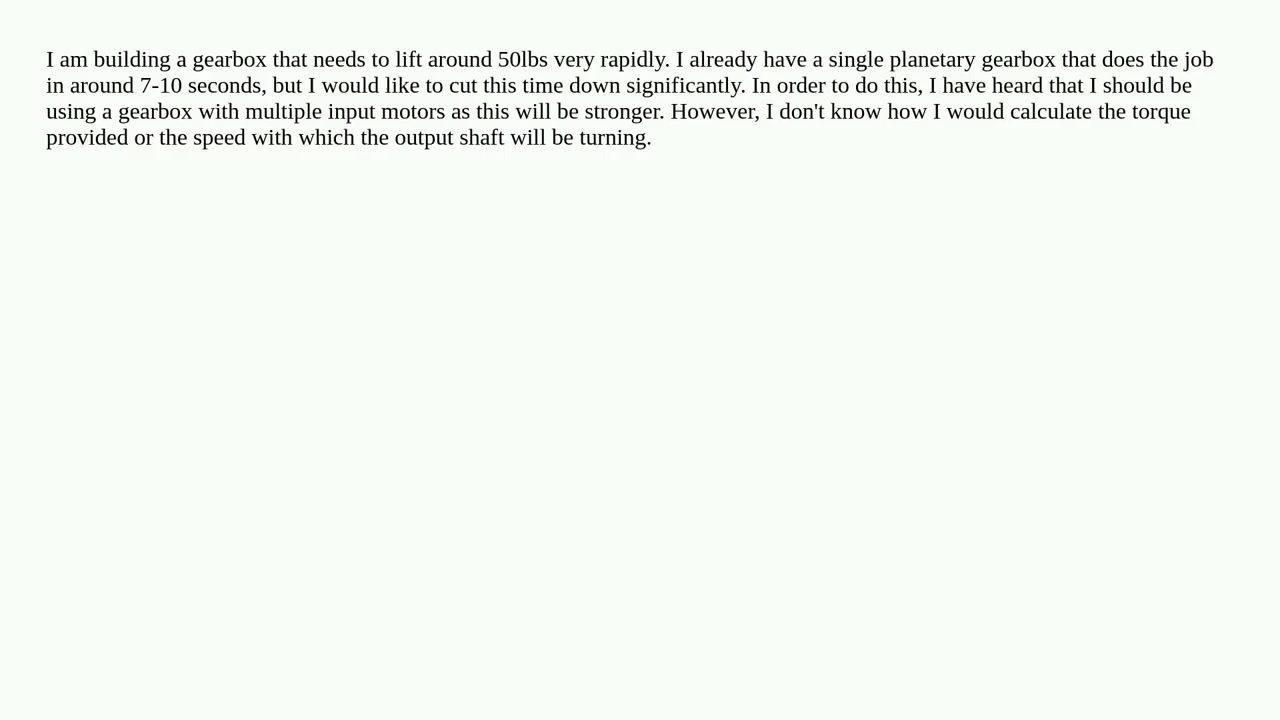 I am building a gearbox that needs to lift around 50lbs very rapidly. I already have a single planetary gearbox that does the job
in around 7-10 seconds, but I would like to cut this time down significantly. In order to do this, I have heard that I should be
using a gearbox with multiple input motors as this will be stronger. However, I don't know how I would calculate the torque
provided or the speed with which the output shaft will be turning.